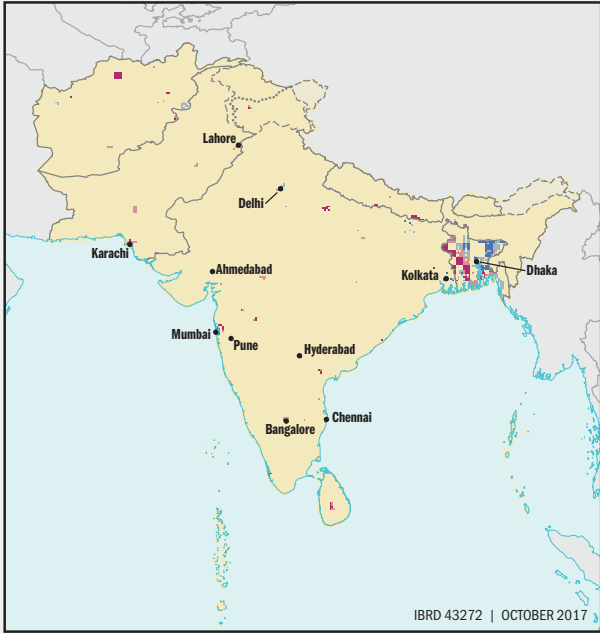 Lahore
Delhi
Karachi
Ahmedabad
Kolkata
Dhaka
Mumbai
Pune
Hyderabad
Chennai
Bangalore
IBRD 43272 | OCTOBER 2017